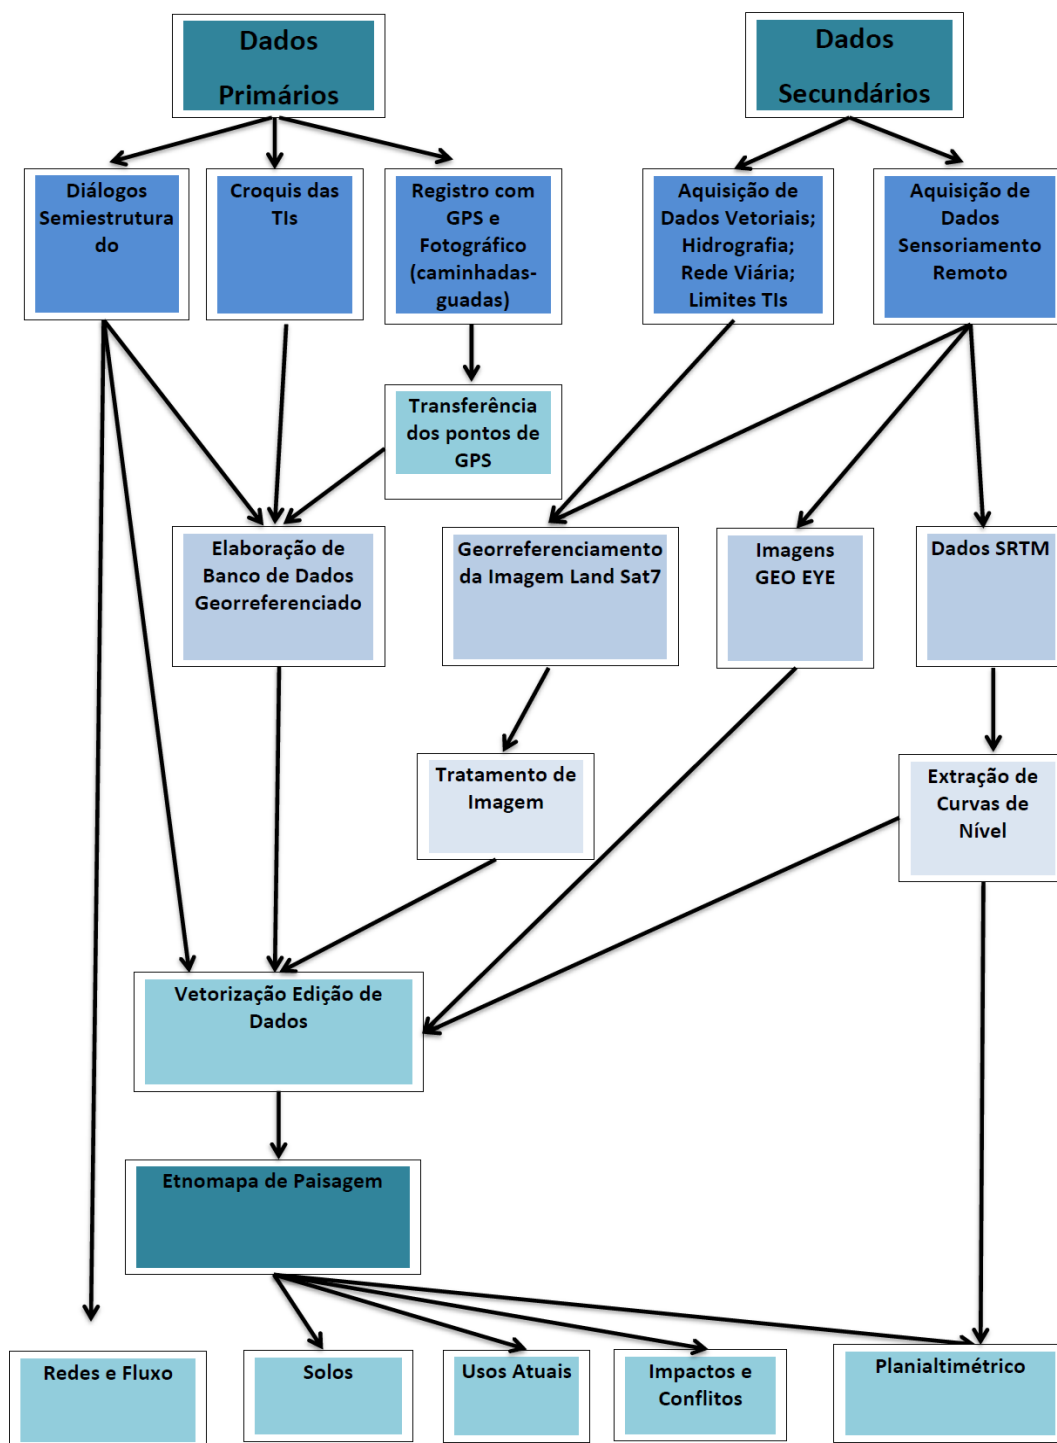 Dados
Primários
Dados
Secundários
Diálogos
Semiestrutura
do
Croquis das
TIs
Registro com
GPS e
Fotográfico
(caminhadas-
guadas)
Aquisição de
Dados Vetoriais;
Hidrografia;
Rede Viária;
Limites TIs
Aquisição de
Dados
Sensoriamento
Remoto
Transferência
dos pontos de
GPS
Elaboração de
Banco de Dados
Georreferenciado
Georreferenciamento
da Imagem Land Sat7
Imagens
GEO EYE
Dados SRTM
Tratamento de
Imagem
Extração de
Curvas de
Nível
Vetorização Edição de
Dados
Etnomapa de Paisagem
Redes e Fluxo
Solos
Usos Atuais
Impactos e
Conflitos
Planialtimétrico